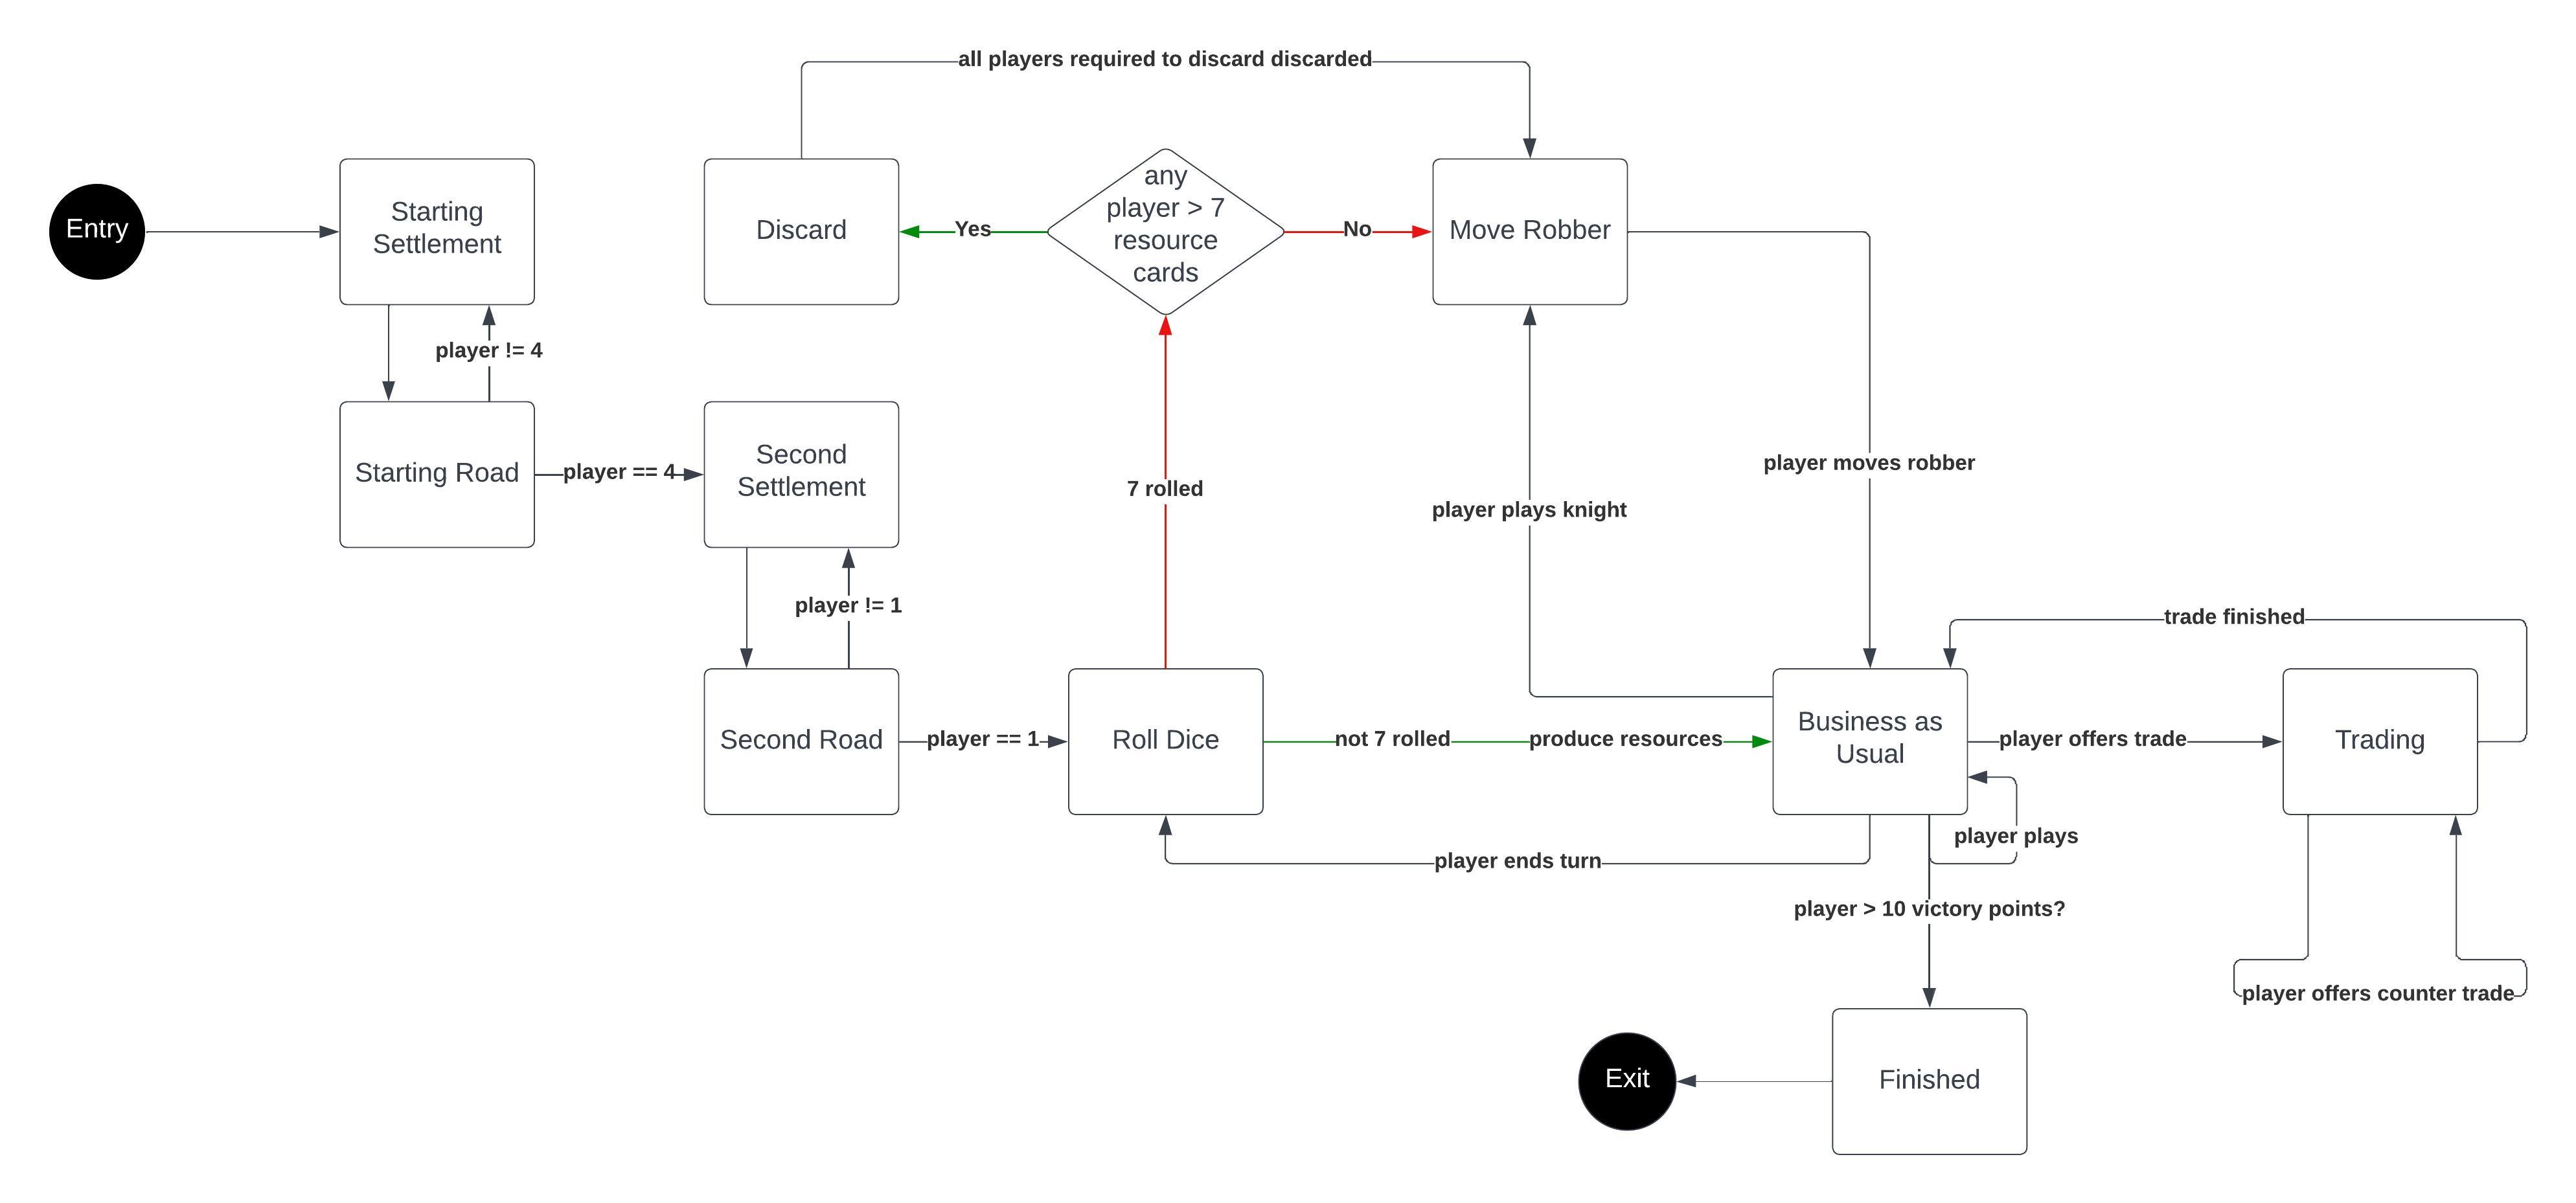 all players required to discard discarded
Entry
Starting
Settlement
Discard
Yes
any
player > 7
resource
cards
No
Move Robber
player != 4
Starting Road
player == 4
Second
Settlement
7 rolled
player plays knight
player moves robber
player != 1
trade finished
Second Road
player == 1
Roll Dice
not 7 rolled
produce resources
Business as
Usual
player offers trade
Trading
player plays
player ends turn
player > 10 victory points?
player offers counter trade
Exit
Finished